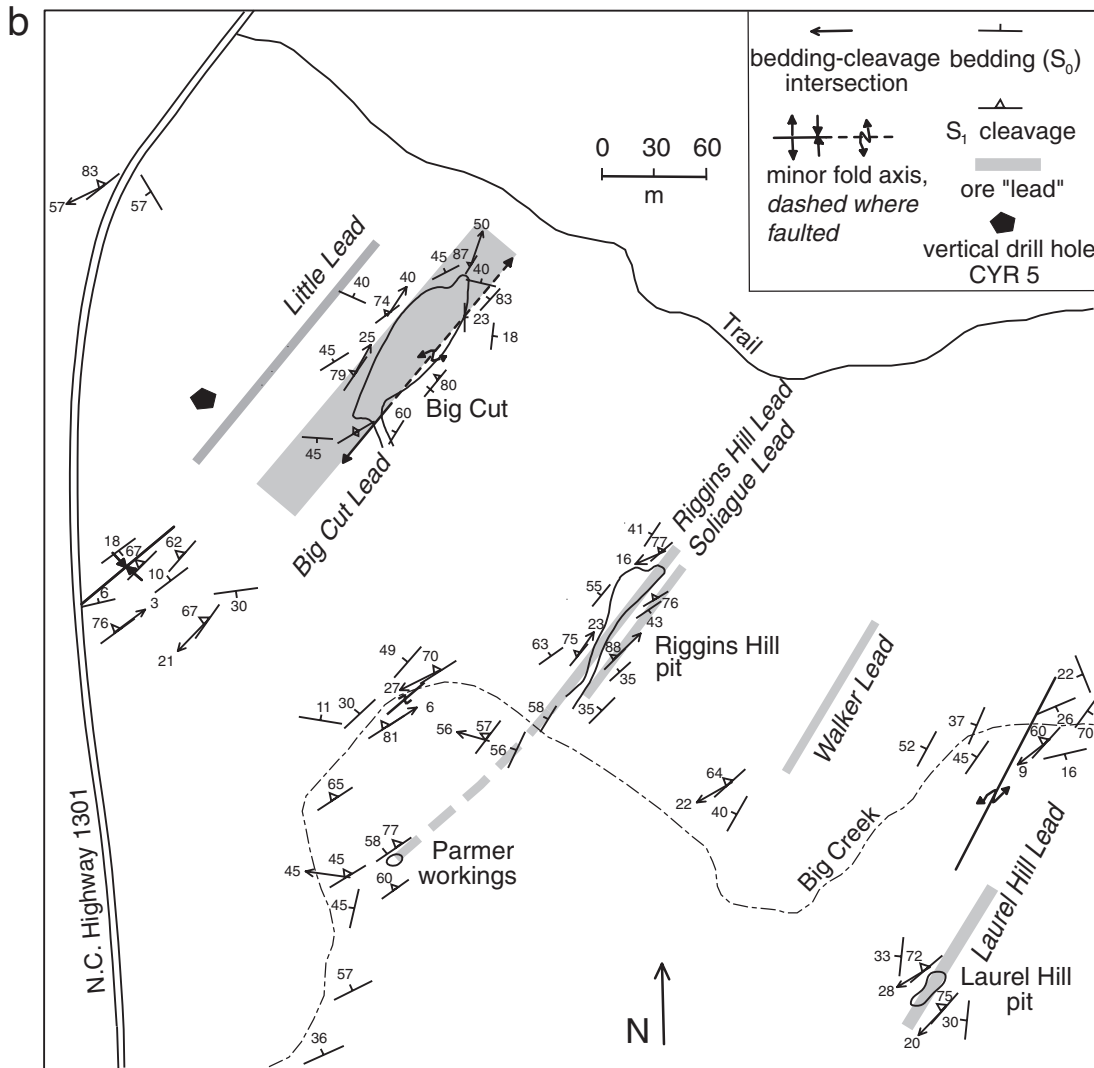 b
bedding-cleavage
intersection
bedding (S₀)
S₁ cleavage
minor fold axis,
dashed where
faulted
ore "lead"
vertical drill hole
CYR 5
0 30 60
m
83
57
57
Little Lead
50
45
87
40
40
40
74
83
23
18
25
45
79
80
Big Cut
60
45
Big Cut Lead
Trail
Riggins Hill Lead
Soliague Lead
18
67
62
10
6
3
76
67
30
21
41
77
16
55
76
23
43
75
88
63
Riggins Hill
pit
35
35
58
49
70
27
30
11
6
81
56
57
56
Walker Lead
64
22
40
52
37
45
22
26
70
60
9
16
65
77
58
Parmer
workings
45
45
60
45
Big Creek
57
36
N.C. Highway 1301
N
Laurel Hill Lead
33
72
28
Laurel Hill
pit
75
30
20